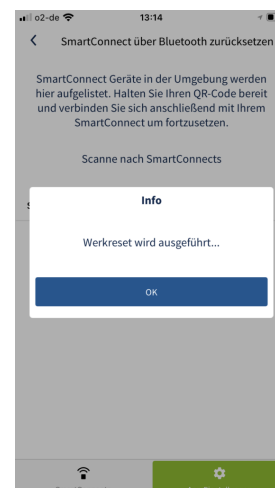 o2-de
13:14
SmartConnect über Bluetooth zurücksetzen
SmartConnect Geräte in der Umgebung werden
hier aufgelistet. Halten Sie Ihren QR-Code bereit
und verbinden Sie sich anschließend mit Ihrem
SmartConnect um fortzusetzen.
Scanne nach SmartConnects
Info
Werkreset wird ausgeführt...
OK